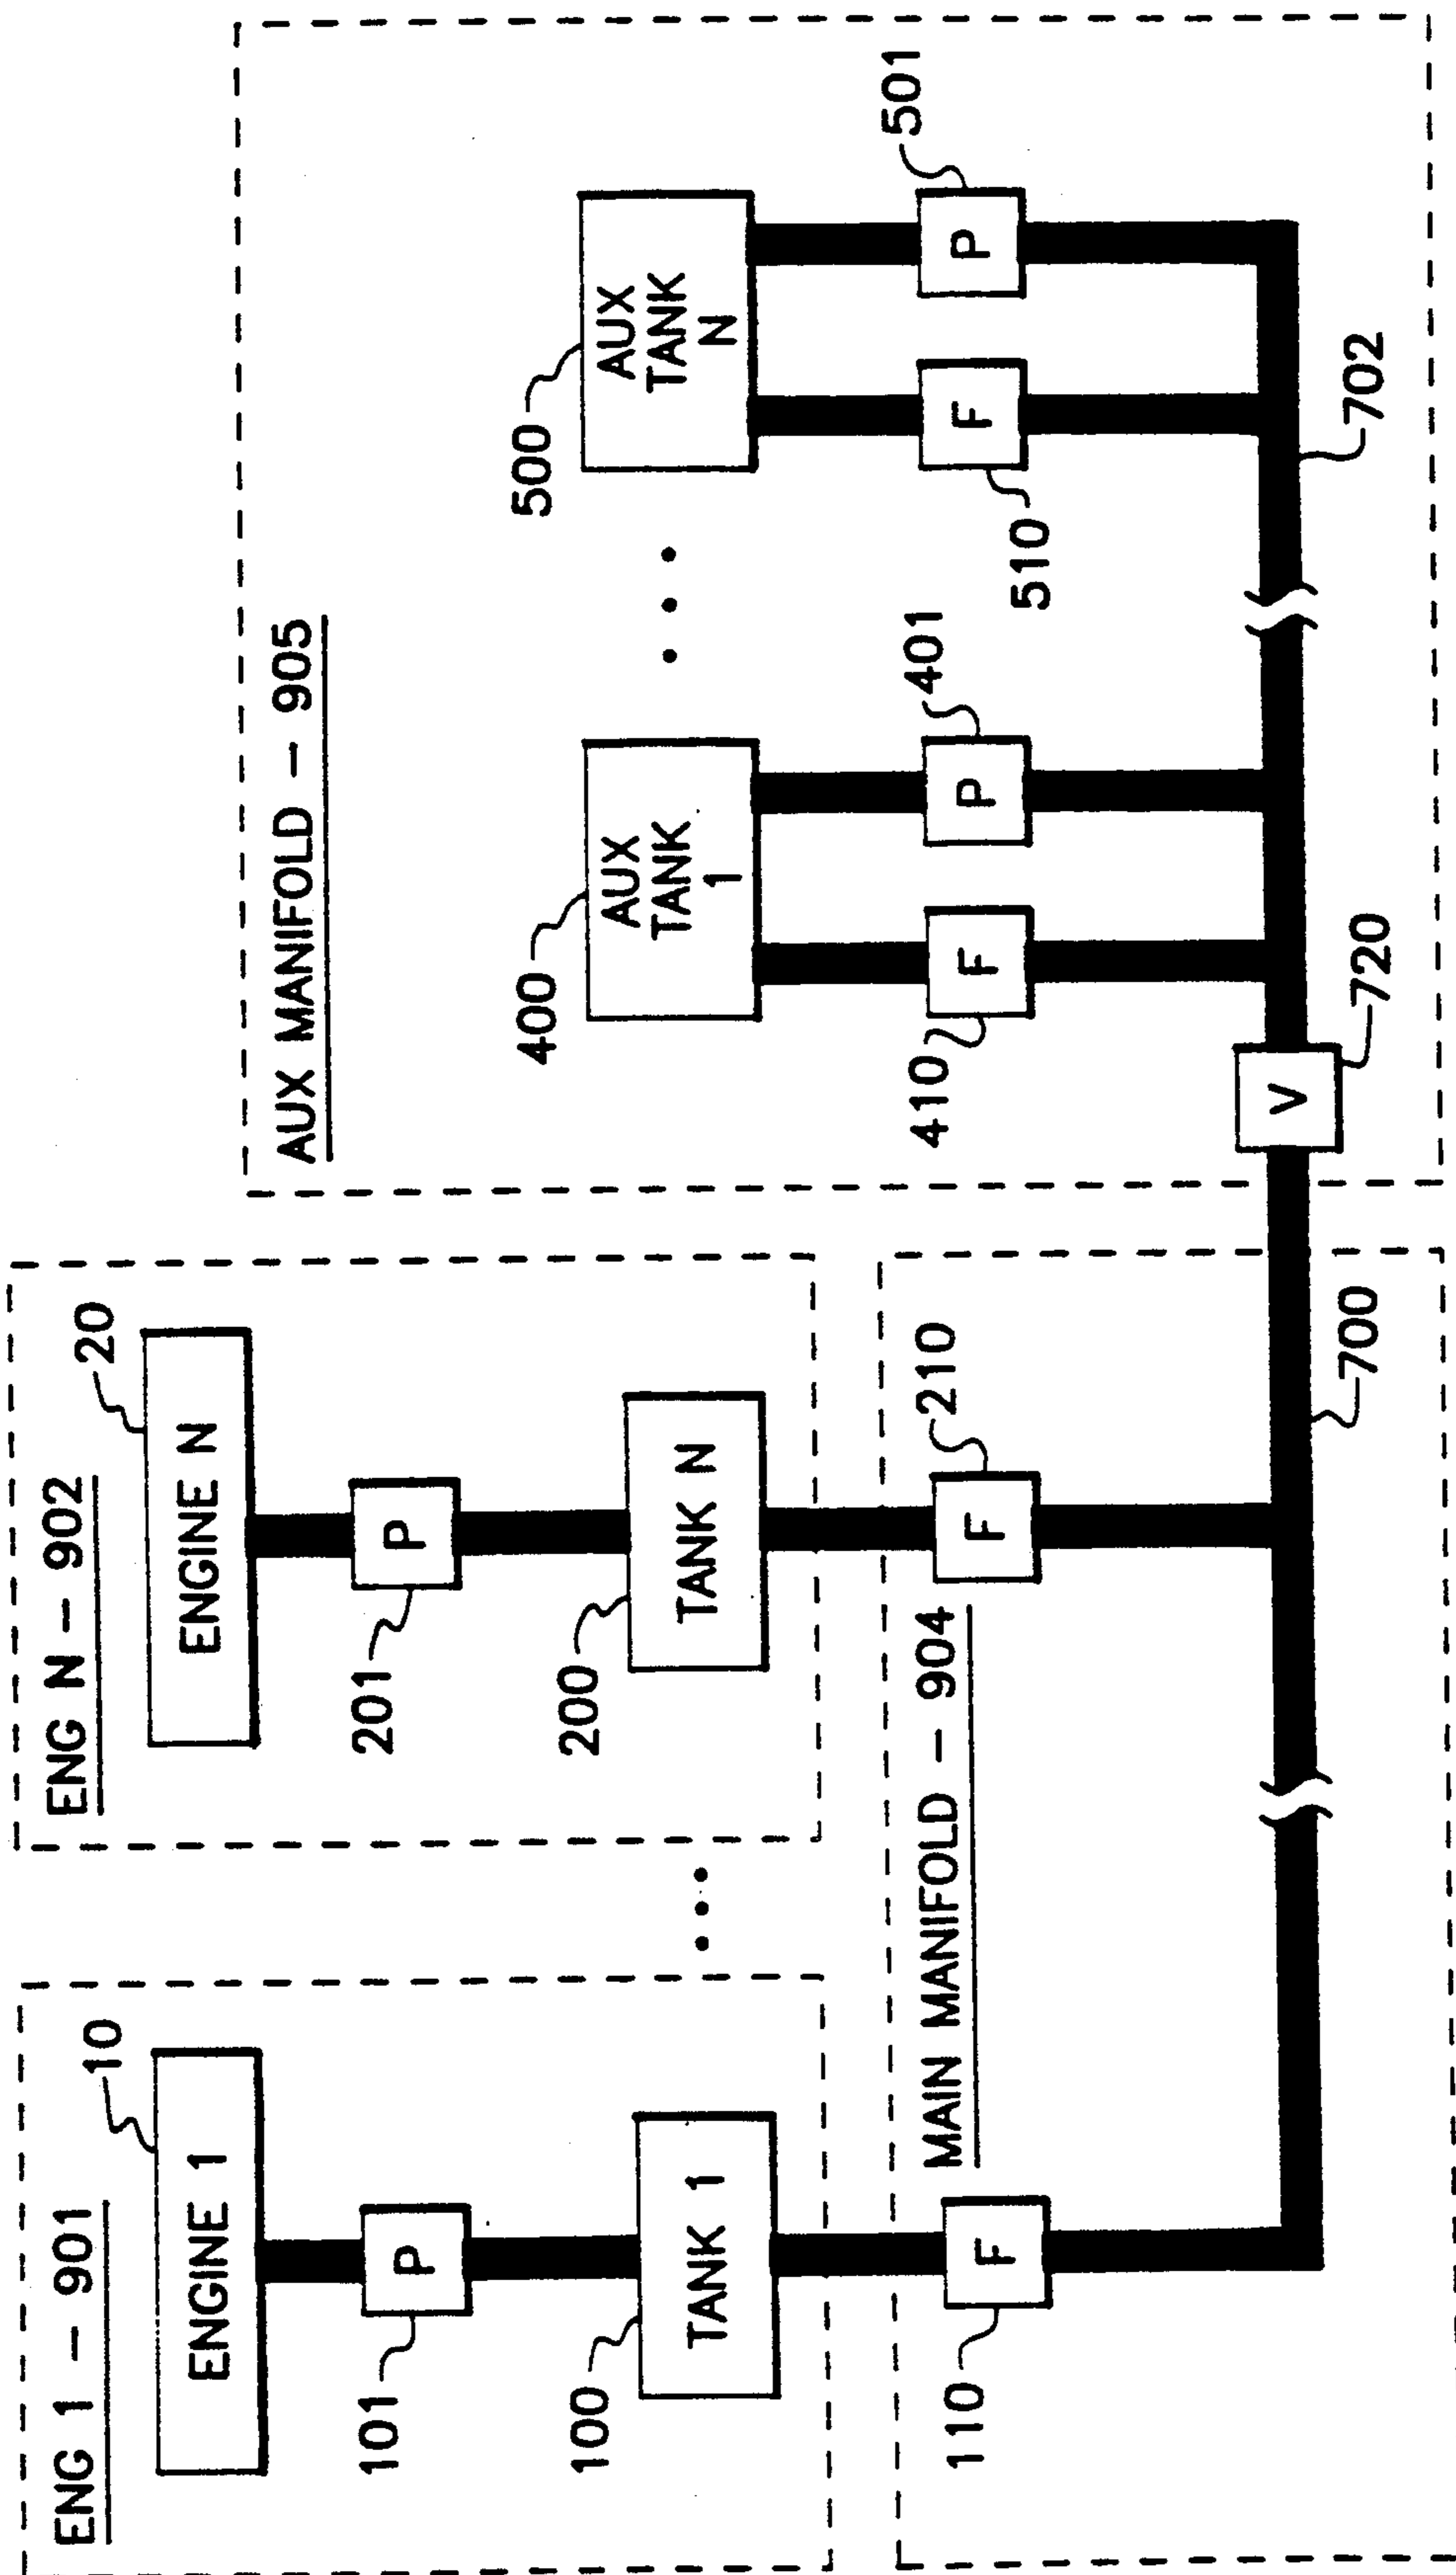 ENG 1 – 901
10
ENGINE 1
P
101
TANK 1
100
ENG N – 902
20
ENGINE N
P
201
TANK N
200
MAIN MANIFOLD – 904
F
110
F
210
700
AUX MANIFOLD – 905
AUX
TANK
1
400
F
410
P
401
AUX
TANK
N
500
F
510
P
501
V
720
702